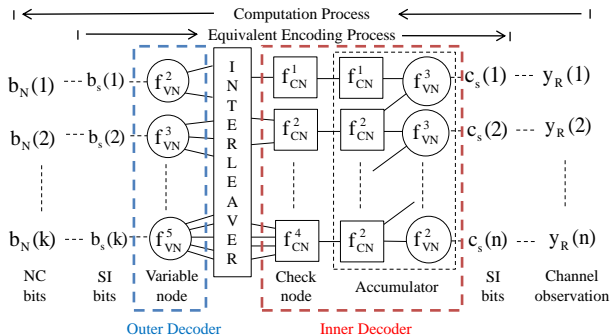 Computation Process
Equivalent Encoding Process
b_N(1) b_s(1) f_VN^2 f_CN^1 f_CN^1 f_VN^3 c_s(1) y_R(1)
b_N(2) b_s(2) f_VN^3 f_CN^2 f_CN^2 f_VN^3 c_s(2) y_R(2)
INTERLEAVER
b_N(k) b_s(k) f_VN^5 f_CN^4 f_CN^2 f_VN^2 c_s(n) y_R(n)
NC bits
SI bits
Variable node
Check node
Accumulator
SI bits
Channel observation
Outer Decoder
Inner Decoder